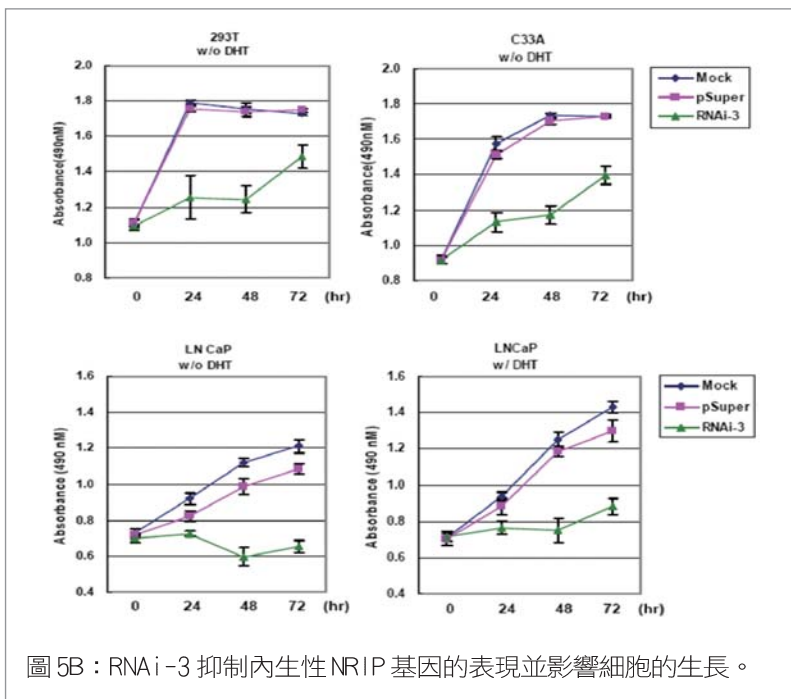 293T
w/o DHT
2.0
1.8
1.6
1.4
1.2
1.0
0.8
Absorbance(490nM)
0 24 48 72 (hr)
C33A
w/o DHT
2.0
1.8
1.6
1.4
1.2
1.0
0.8
Absorbance(490nM)
0 24 48 72 (hr)
Mock
pSuper
RNAi-3
LN CaP
w/o DHT
1.6
1.4
1.2
1.0
0.8
0.6
0.4
Absorbance (490 nM)
0 24 48 72 (hr)
LNCaP
w/ DHT
1.6
1.4
1.2
1.0
0.8
0.6
0.4
Absorbance (490 nM)
0 24 48 72 (hr)
Mock
pSuper
RNAi-3
圖 5B：RNAi-3 抑制內生性 NRIP 基因的表現並影響細胞的生長。